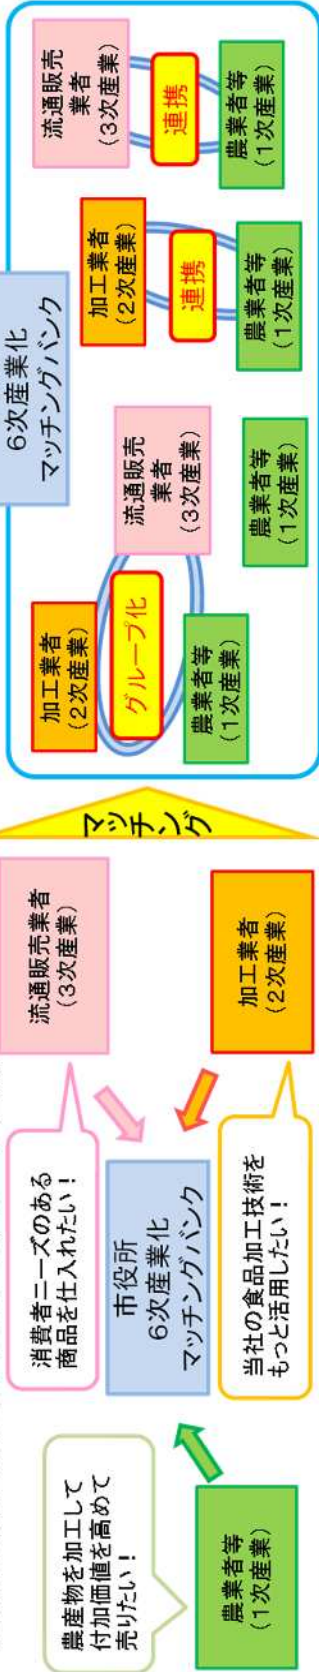 農産物を加工して
付加価値を高めて
売りたい！
農業者等
（１次産業）
消費者ニーズのある
商品を仕入れたい！
市役所
６次産業化
マッチングバンク
当社の食品加工技術を
もっと活用したい！
流通販売業者
（３次産業）
加工業者
（２次産業）
マッチング
６次産業化
マッチングバンク
加工業者
（２次産業）
グループ化
農業者等
（１次産業）
流通販売
業者
（３次産業）
農業者等
（１次産業）
加工業者
（２次産業）
連携
農業者等
（１次産業）
流通販売
業者
（３次産業）
連携
農業者等
（１次産業）